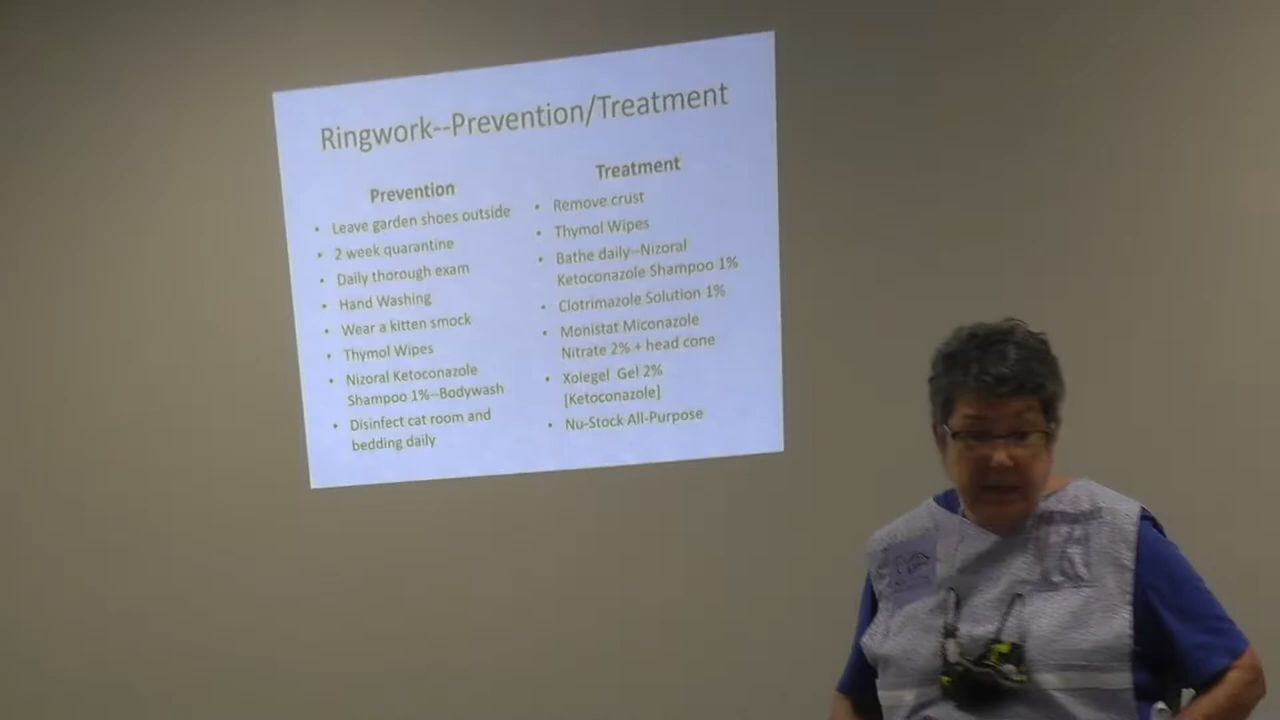 Ringwork--Prevention/Treatment
Prevention
• Leave garden shoes outside
• 2 week quarantine
• Daily thorough exam
• Hand Washing
• Wear a kitten smock
• Thymol Wipes
• Nizoral Ketoconazole
Shampoo 1%--Bodywash
• Disinfect cat room and
bedding daily
Treatment
• Remove crust
• Thymol Wipes
• Bathe daily--Nizoral
Ketoconazole Shampoo 1%
• Clotrimazole Solution 1%
• Monistat Miconazole
Nitrate 2% + head cone
• Xolegel Gel 2%
[Ketoconazole]
• Nu-Stock All-Purpose